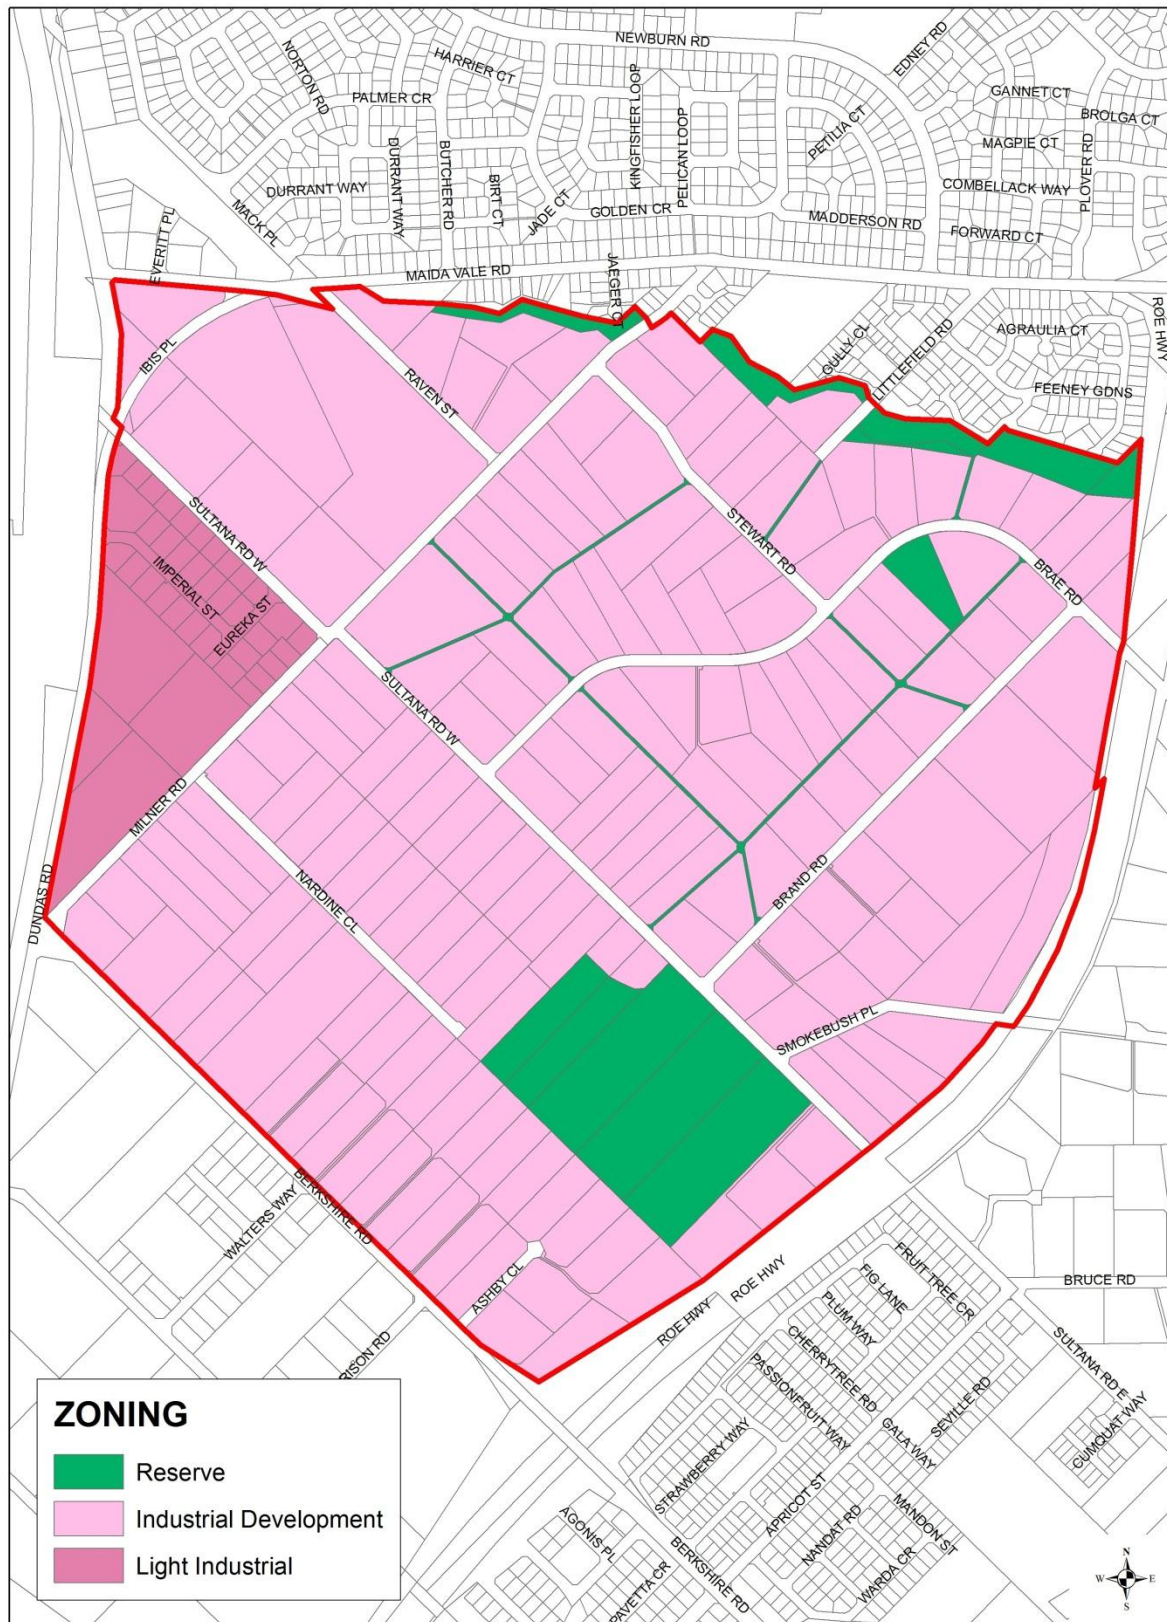 NEWBURN RD
EDNEY RD
NORTON RD
HARRIER CT
PALMER CR
KINGFISHER LOOP
PELICAN LOOP
PETILIA CT
GANNET CT
BROLGA CT
MAGPIE CT
PLOVER RD
DURRANT WAY
DURRANT WAY
BUTCHER RD
BIRT CT
JADE CT
GOLDEN CR
COMBELLACK WAY
MADDERSON RD
FORWARD CT
MACK PL
EVERITT PL
MAIDA VALE RD
JAEGER CT
ROE HWY
GULLY CL
LITTLEFIELD RD
AGRAULIA CT
FEENEY GDNS
IBIS PL
RAVEN ST
SULTANA RD W
STEWART RD
BRAE RD
IMPERIAL ST
EUREKA ST
SULTANA RD W
MILNER RD
NARDINE CL
DUNDAS RD
BRAND RD
SMOKEBUSH PL
WALTERS WAY
BERKSHIRE RD
ASHBY CL
ROE HWY
ROE HWY
RISON RD
FRUIT TREE CR
FIG LANE
PLUM WAY
CHERRYTREE RD
PASSIONFRUIT WAY
STRAWBERRY WAY
BRUCE RD
SULTANA RD E
SEVILLE RD
GALA WAY
CUMQUAT WAY
APRICOT ST
NANDAT RD
MANDON ST
WARDA CR
BERKSHIRE RD
AGONIS PL
PAVETTA CR
ZONING
Reserve
Industrial Development
Light Industrial
N
W
E
S